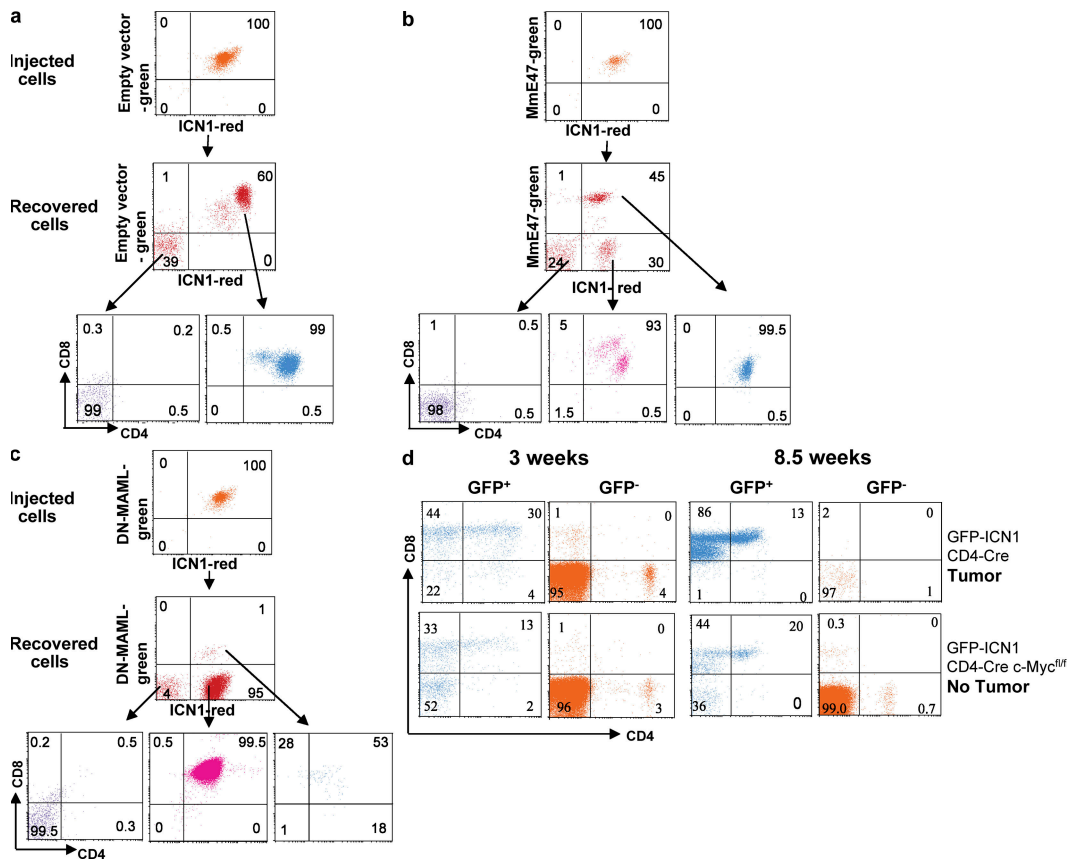 a
Injected
cells
Empty vector
- green
0 100
0 0
ICN1-red
Recovered
cells
Empty vector
- green
1 60
39 0
ICN1-red
CD8
0.3 0.2
99 0.5
0.5 99
0 0.5
CD4
b
MmE47-green
0 100
0 0
ICN1-red
MmE47-green
1 45
24 30
ICN1- red
CD8
1 0.5
98 0.5
5 93
1.5 0.5
0 99.5
0 0.5
CD4
c
Injected
cells
DN-MAML-
green
0 100
0 0
ICN1-red
Recovered
cells
DN-MAML-
green
0 1
4 95
ICN1-red
CD8
0.2 0.5
99.5 0.3
0.5 99.5
0 0
28 53
1 18
CD4
d
3 weeks 8.5 weeks
GFP+ GFP- GFP+ GFP-
CD8
44 30 1 0 86 13 2 0
22 4 95 4 1 0 97 1
GFP-ICN1
CD4-Cre
Tumor
33 13 1 0 44 20 0.3 0
52 2 96 3 36 0 99.0 0.7
GFP-ICN1
CD4-Cre c-Mycfl/f
No Tumor
CD4